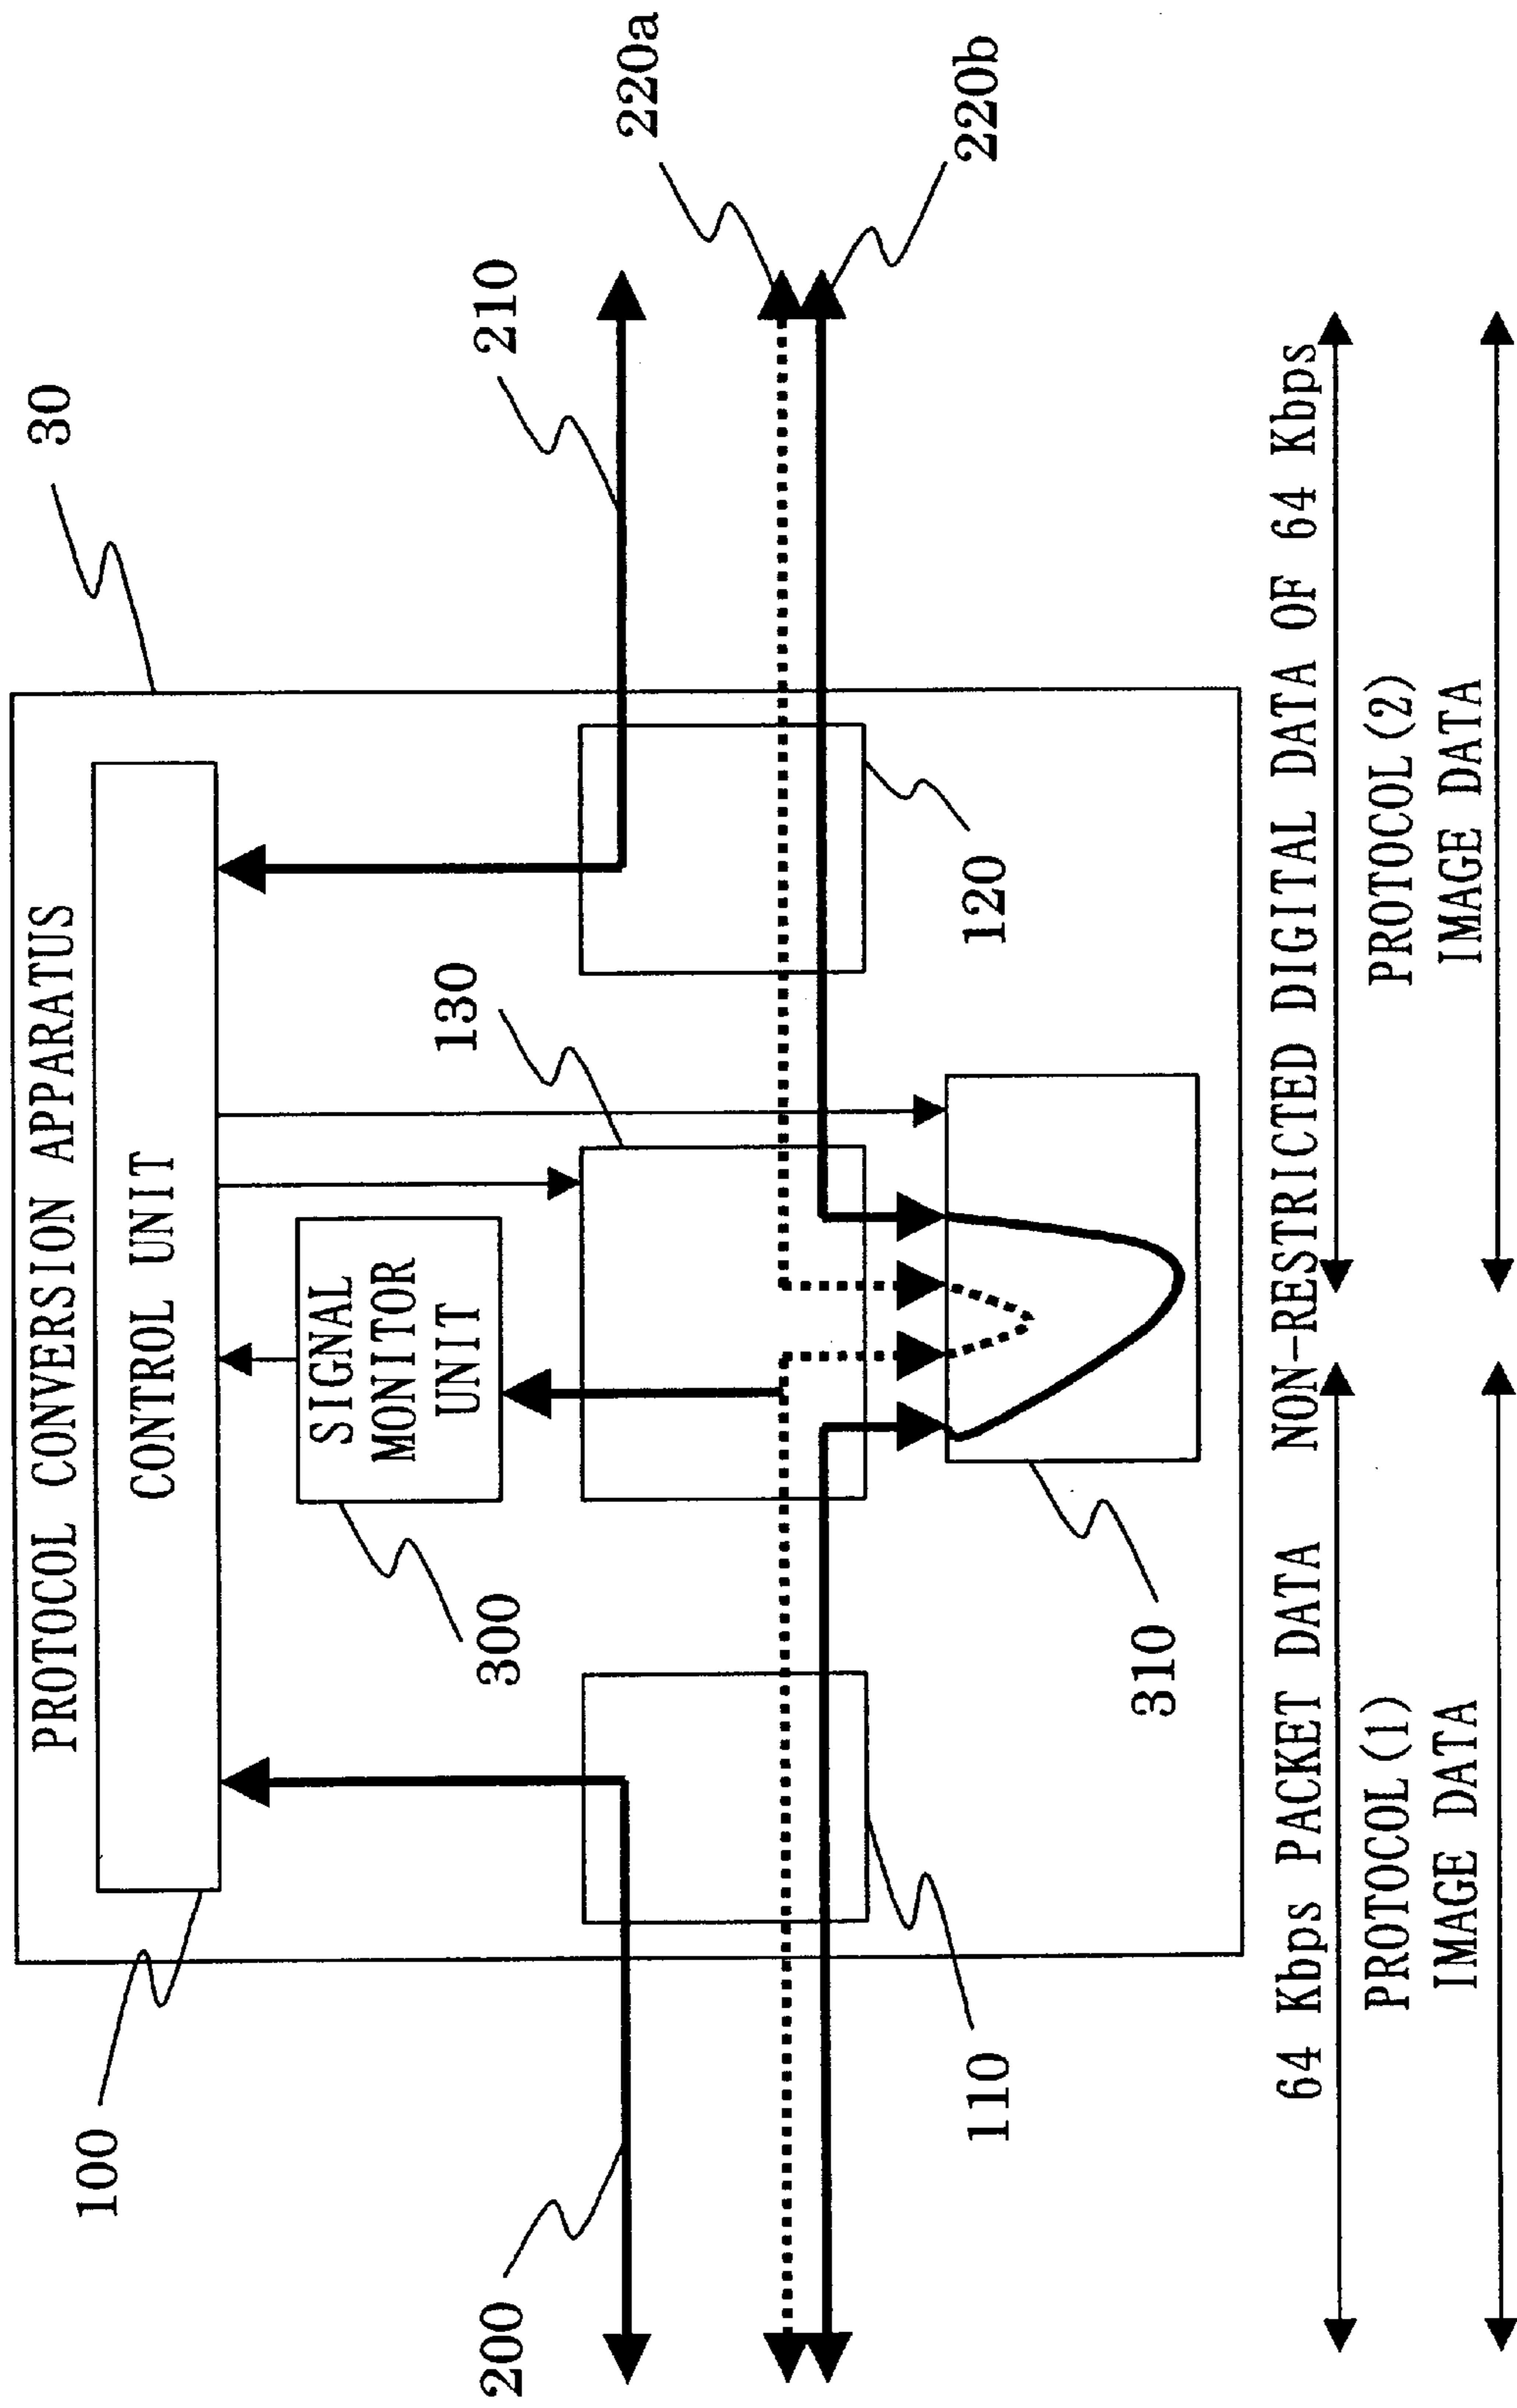 30
PROTOCOL CONVERSION APPARATUS
100
CONTROL UNIT
SIGNAL
MONITOR
UNIT
300
130
200
210
220a
220b
110
120
310
64 Kbps PACKET DATA
NON-RESTRICTED DIGITAL DATA OF 64 Kbps
PROTOCOL(1)
IMAGE DATA
PROTOCOL(2)
IMAGE DATA